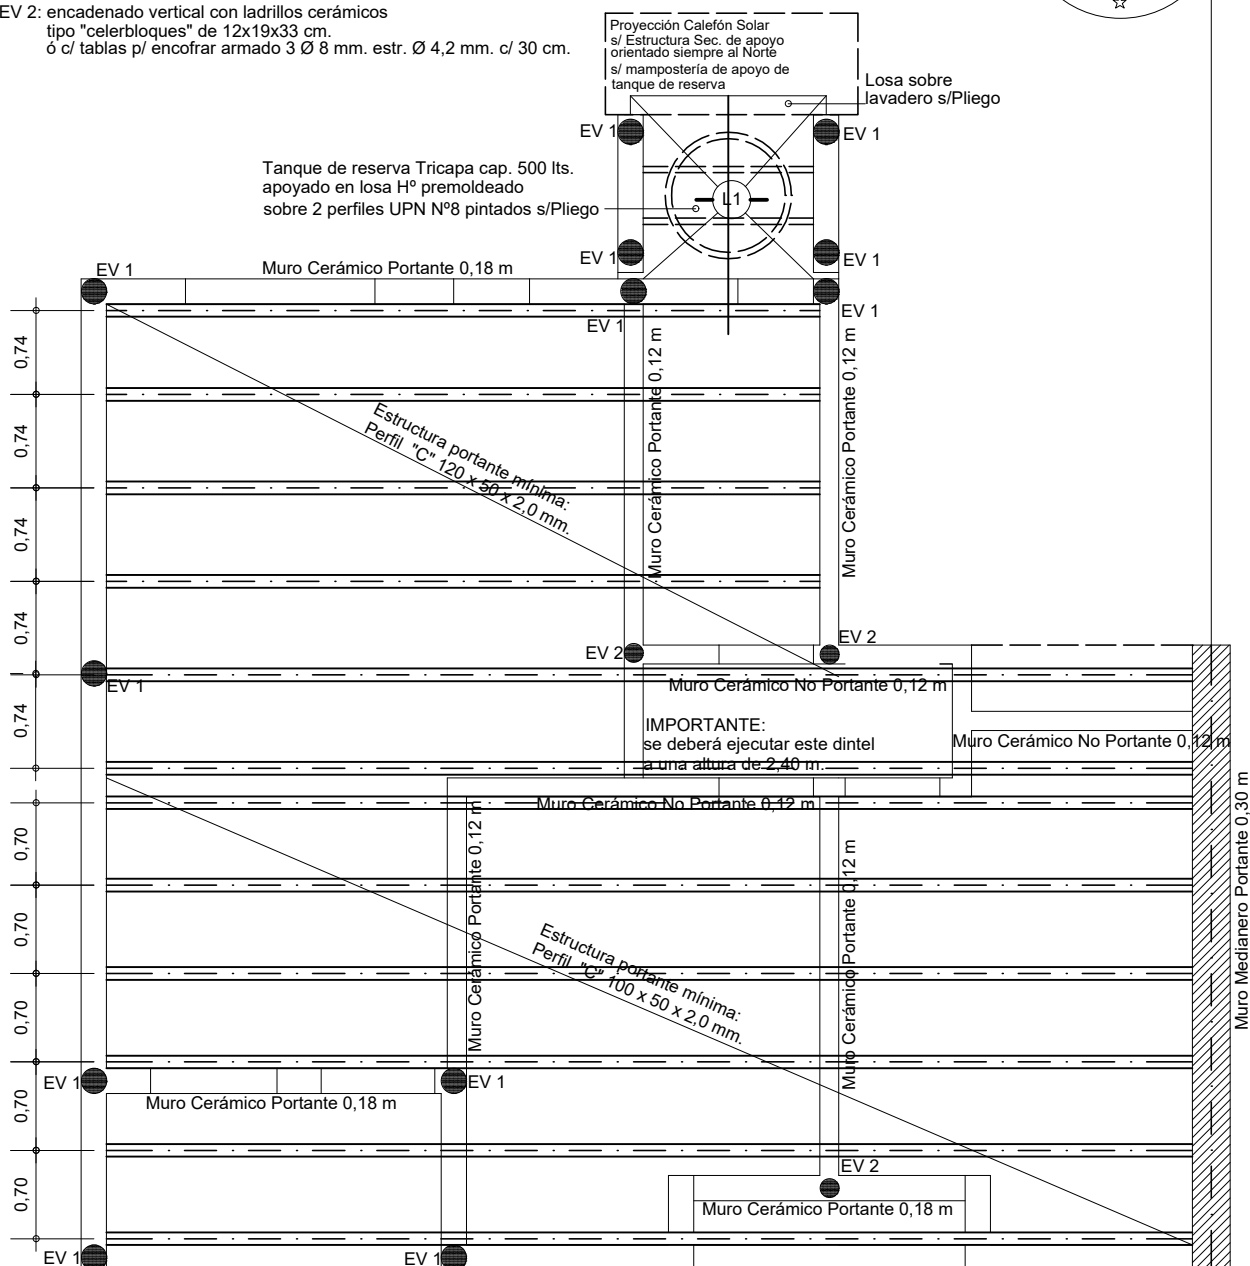 EV 2: encadenado vertical con ladrillos cerámicos
tipo "celerbloques" de 12x19x33 cm.
ó c/ tablas p/ encofrar armado 3 Ø 8 mm. estr. Ø 4,2 mm. c/ 30 cm.
Proyección Calefón Solar
s/ Estructura Sec. de apoyo
orientado siempre al Norte
s/ mampostería de apoyo de
tanque de reserva
Losa sobre
lavadero s/Pliego
EV 1
EV 1
Tanque de reserva Tricapa cap. 500 lts.
apoyado en losa Hº premoldeado
sobre 2 perfiles UPN Nº8 pintados s/Pliego
L1
EV 1
EV 1
EV 1
Muro Cerámico Portante 0,18 m
EV 1
EV 1
0,74
0,74
0,74
0,74
0,74
Muro Cerámico Portante 0,12 m
Muro Cerámico Portante 0,12 m
Estructura portante mínima:
Perfil "C" 120 x 50 x 2,0 mm.
EV 2
EV 2
EV 1
Muro Cerámico No Portante 0,12 m
IMPORTANTE:
se deberá ejecutar este dintel
a una altura de 2,40 m.
Muro Cerámico No Portante 0,12 m
Muro Cerámico No Portante 0,12 m
0,70
0,70
0,70
0,70
0,70
Muro Cerámico Portante 0,12 m
Muro Cerámico Portante 0,12 m
Muro Medianero Portante 0,30 m
Estructura portante mínima:
Perfil "C" 100 x 50 x 2,0 mm.
EV 1
EV 1
Muro Cerámico Portante 0,18 m
EV 2
Muro Cerámico Portante 0,18 m
EV 1
EV 1